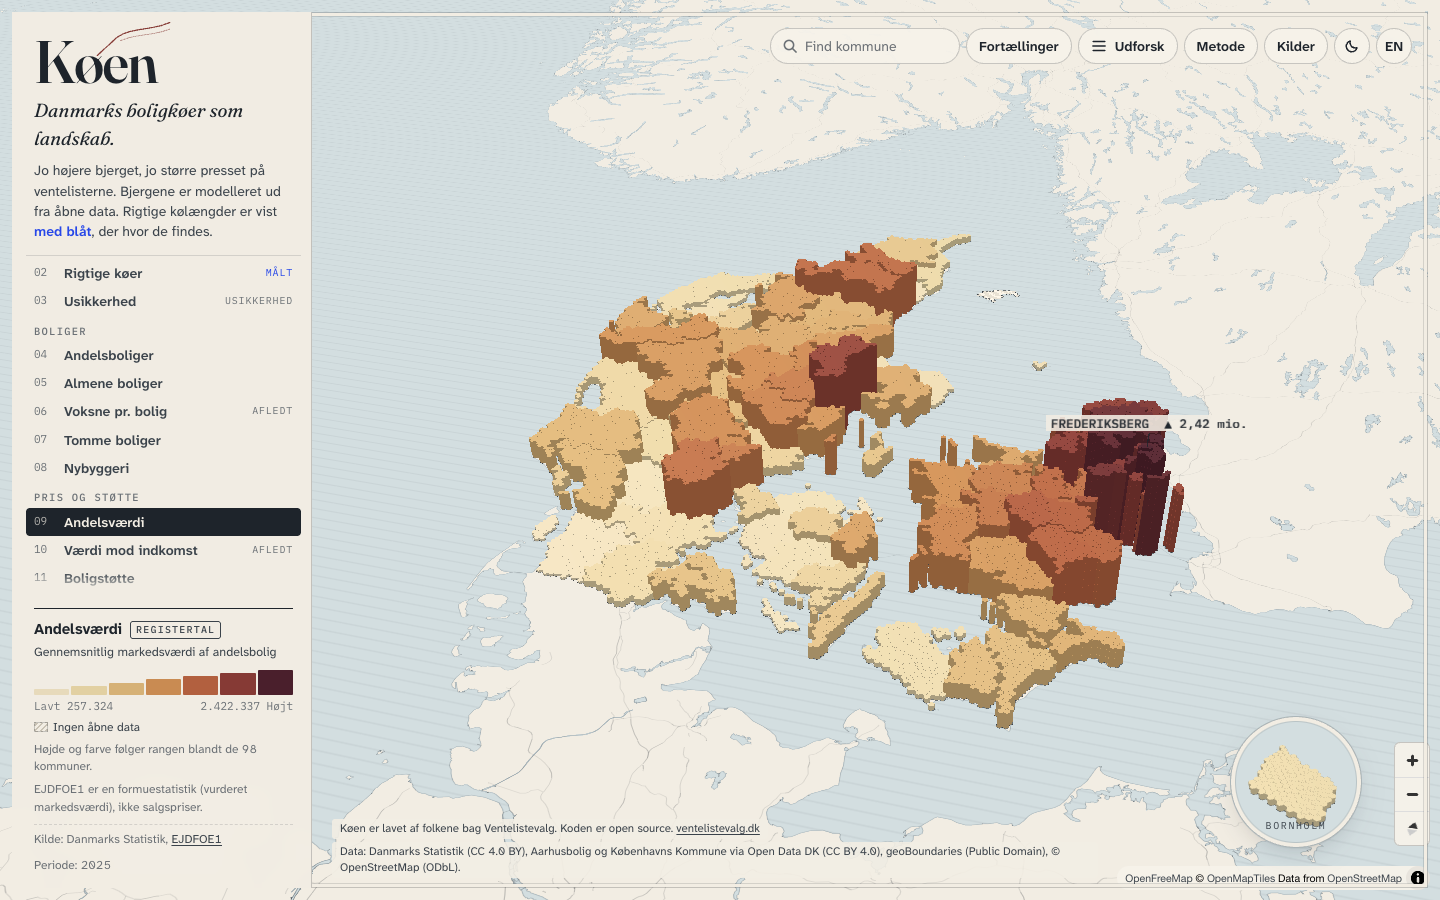 Køen
Danmarks boligkøer som
landskab.
Jo højere bjerget, jo større presset på
ventelisterne. Bjergene er modelleret ud
fra åbne data. Rigtige kølængder er vist
med blåt, der hvor de findes.
02 Rigtige køer MÅLT
03 Usikkerhed USIKKERHED
BOLIGER
04 Andelsboliger
05 Almene boliger
06 Voksne pr. bolig AFLEDT
07 Tomme boliger
08 Nybyggeri
PRIS OG STØTTE
09 Andelsværdi
10 Værdi mod indkomst AFLEDT
11 Boligstøtte
Andelsværdi REGISTERTAL
Gennemsnitlig markedsværdi af andelsbolig
Lavt 257.324 2.422.337 Højt
Ingen åbne data
Højde og farve følger rangen blandt de 98
kommuner.
EJDFOE1 er en formuestatistik (vurderet
markedsværdi), ikke salgspriser.
Kilde: Danmarks Statistik, EJDFOE1
Periode: 2025
Find kommune
Fortællinger
Udforsk
Metode
Kilder
EN
FREDERIKSBERG ▲ 2,42 mio.
BORNHOLM
Køen er lavet af folkene bag Ventelistevalg. Koden er open source. ventelistevalg.dk
Data: Danmarks Statistik (CC 4.0 BY), Aarhusbolig og Københavns Kommune via Open Data DK (CC BY 4.0), geoBoundaries (Public Domain), ©
OpenStreetMap (ODbL).
OpenFreeMap © OpenMapTiles Data from OpenStreetMap